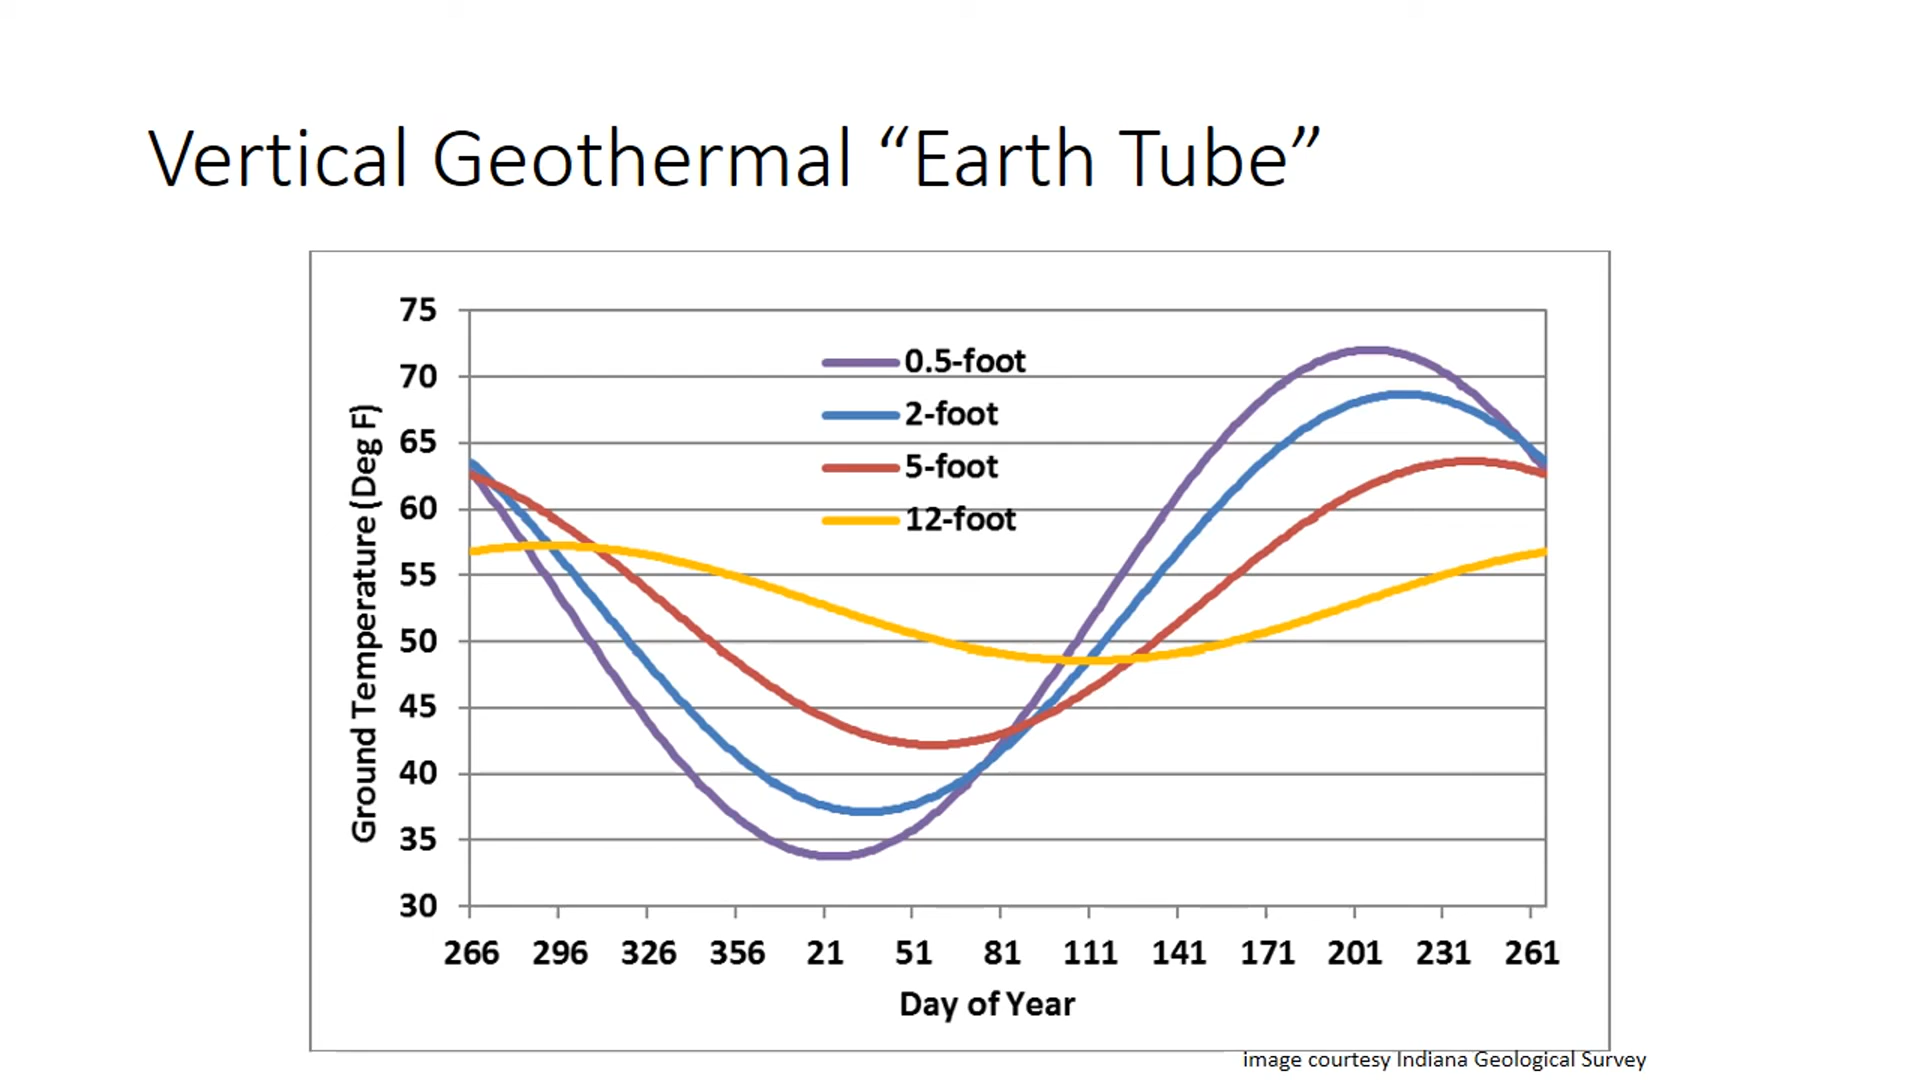 Vertical Geothermal “Earth Tube”
75
70
65
60
55
50
45
40
35
30
Ground Temperature (Deg F)
0.5-foot
2-foot
5-foot
12-foot
266 296 326 356 21 51 81 111 141 171 201 231 261
Day of Year
image courtesy Indiana Geological Survey